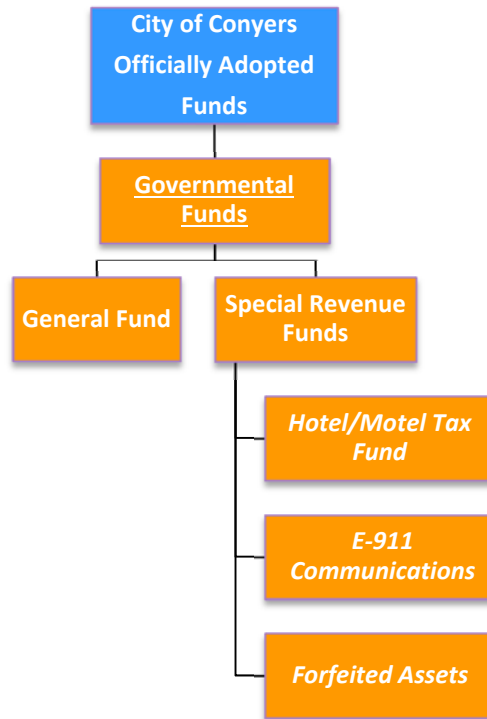 City of Conyers
Officially Adopted
Funds
Governmental
Funds
General Fund
Special Revenue
Funds
Hotel/Motel Tax
Fund
E-911
Communications
Forfeited Assets